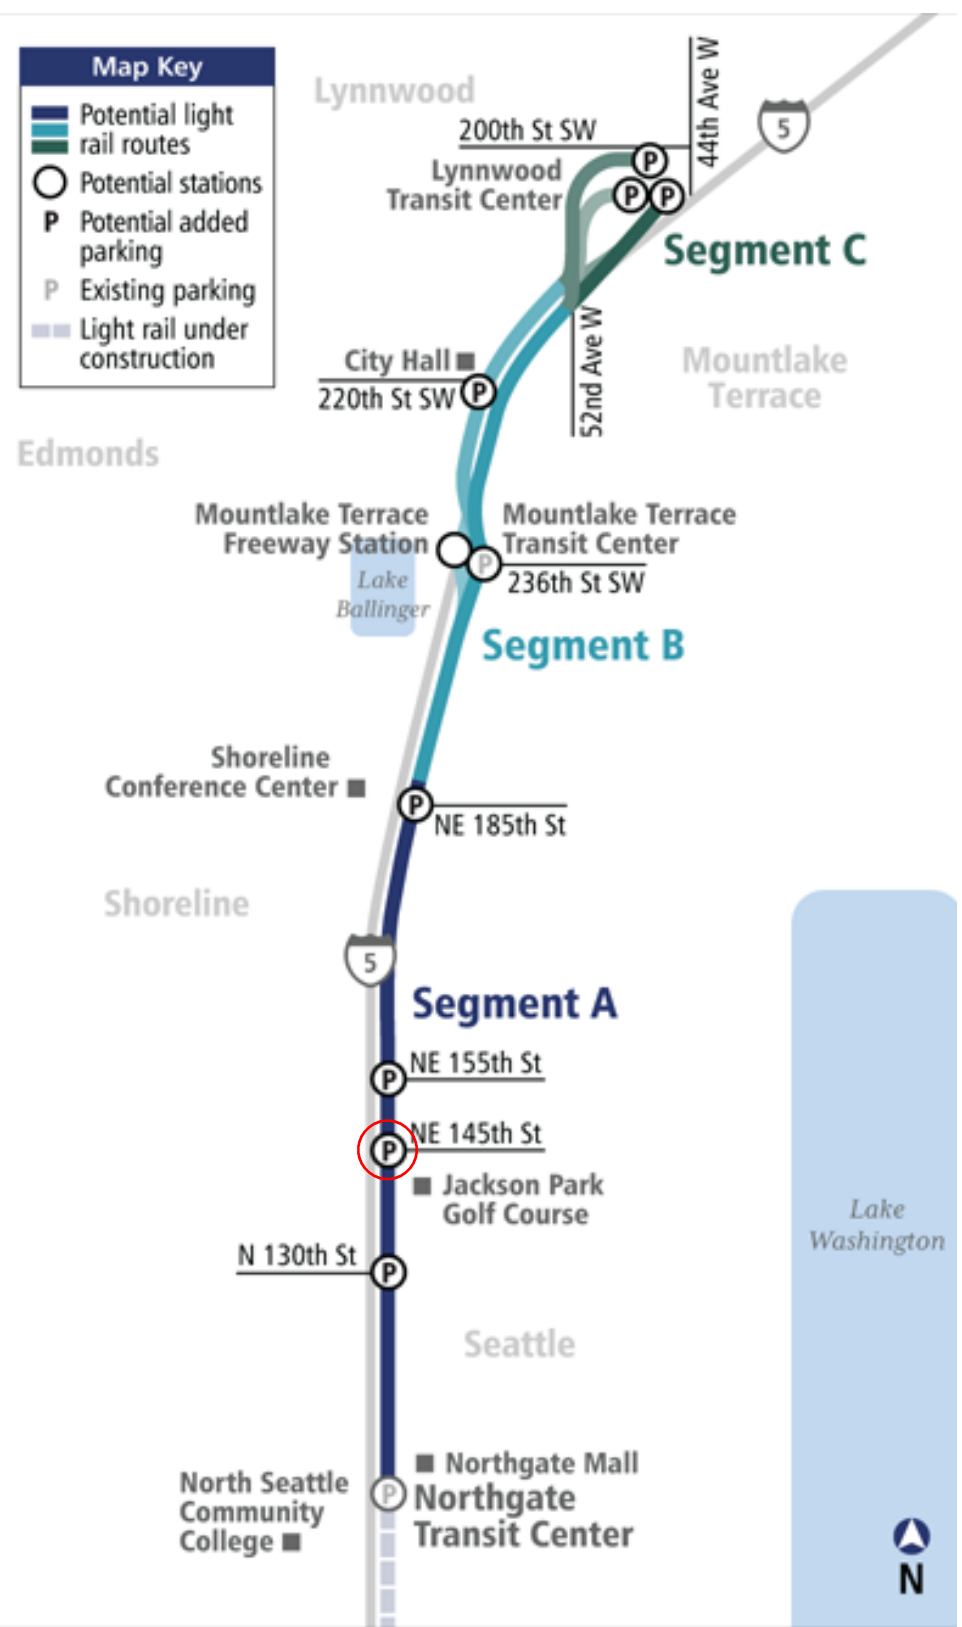 Map Key
Potential light
rail routes
Potential stations
P Potential added
parking
P Existing parking
Light rail under
construction
Lynnwood
44th Ave W
5
200th St SW
P
Lynnwood
Transit Center
P P
Segment C
52nd Ave W
City Hall
220th St SW
P
Mountlake
Terrace
Edmonds
Mountlake Terrace
Freeway Station
Mountlake Terrace
Transit Center
P
236th St SW
Lake
Ballinger
Segment B
Shoreline
Conference Center
P
NE 185th St
Shoreline
5
Segment A
NE 155th St
P
NE 145th St
P
Jackson Park
Golf Course
N 130th St
P
Lake
Washington
Seattle
Northgate Mall
North Seattle
Community
College
P
Northgate
Transit Center
N